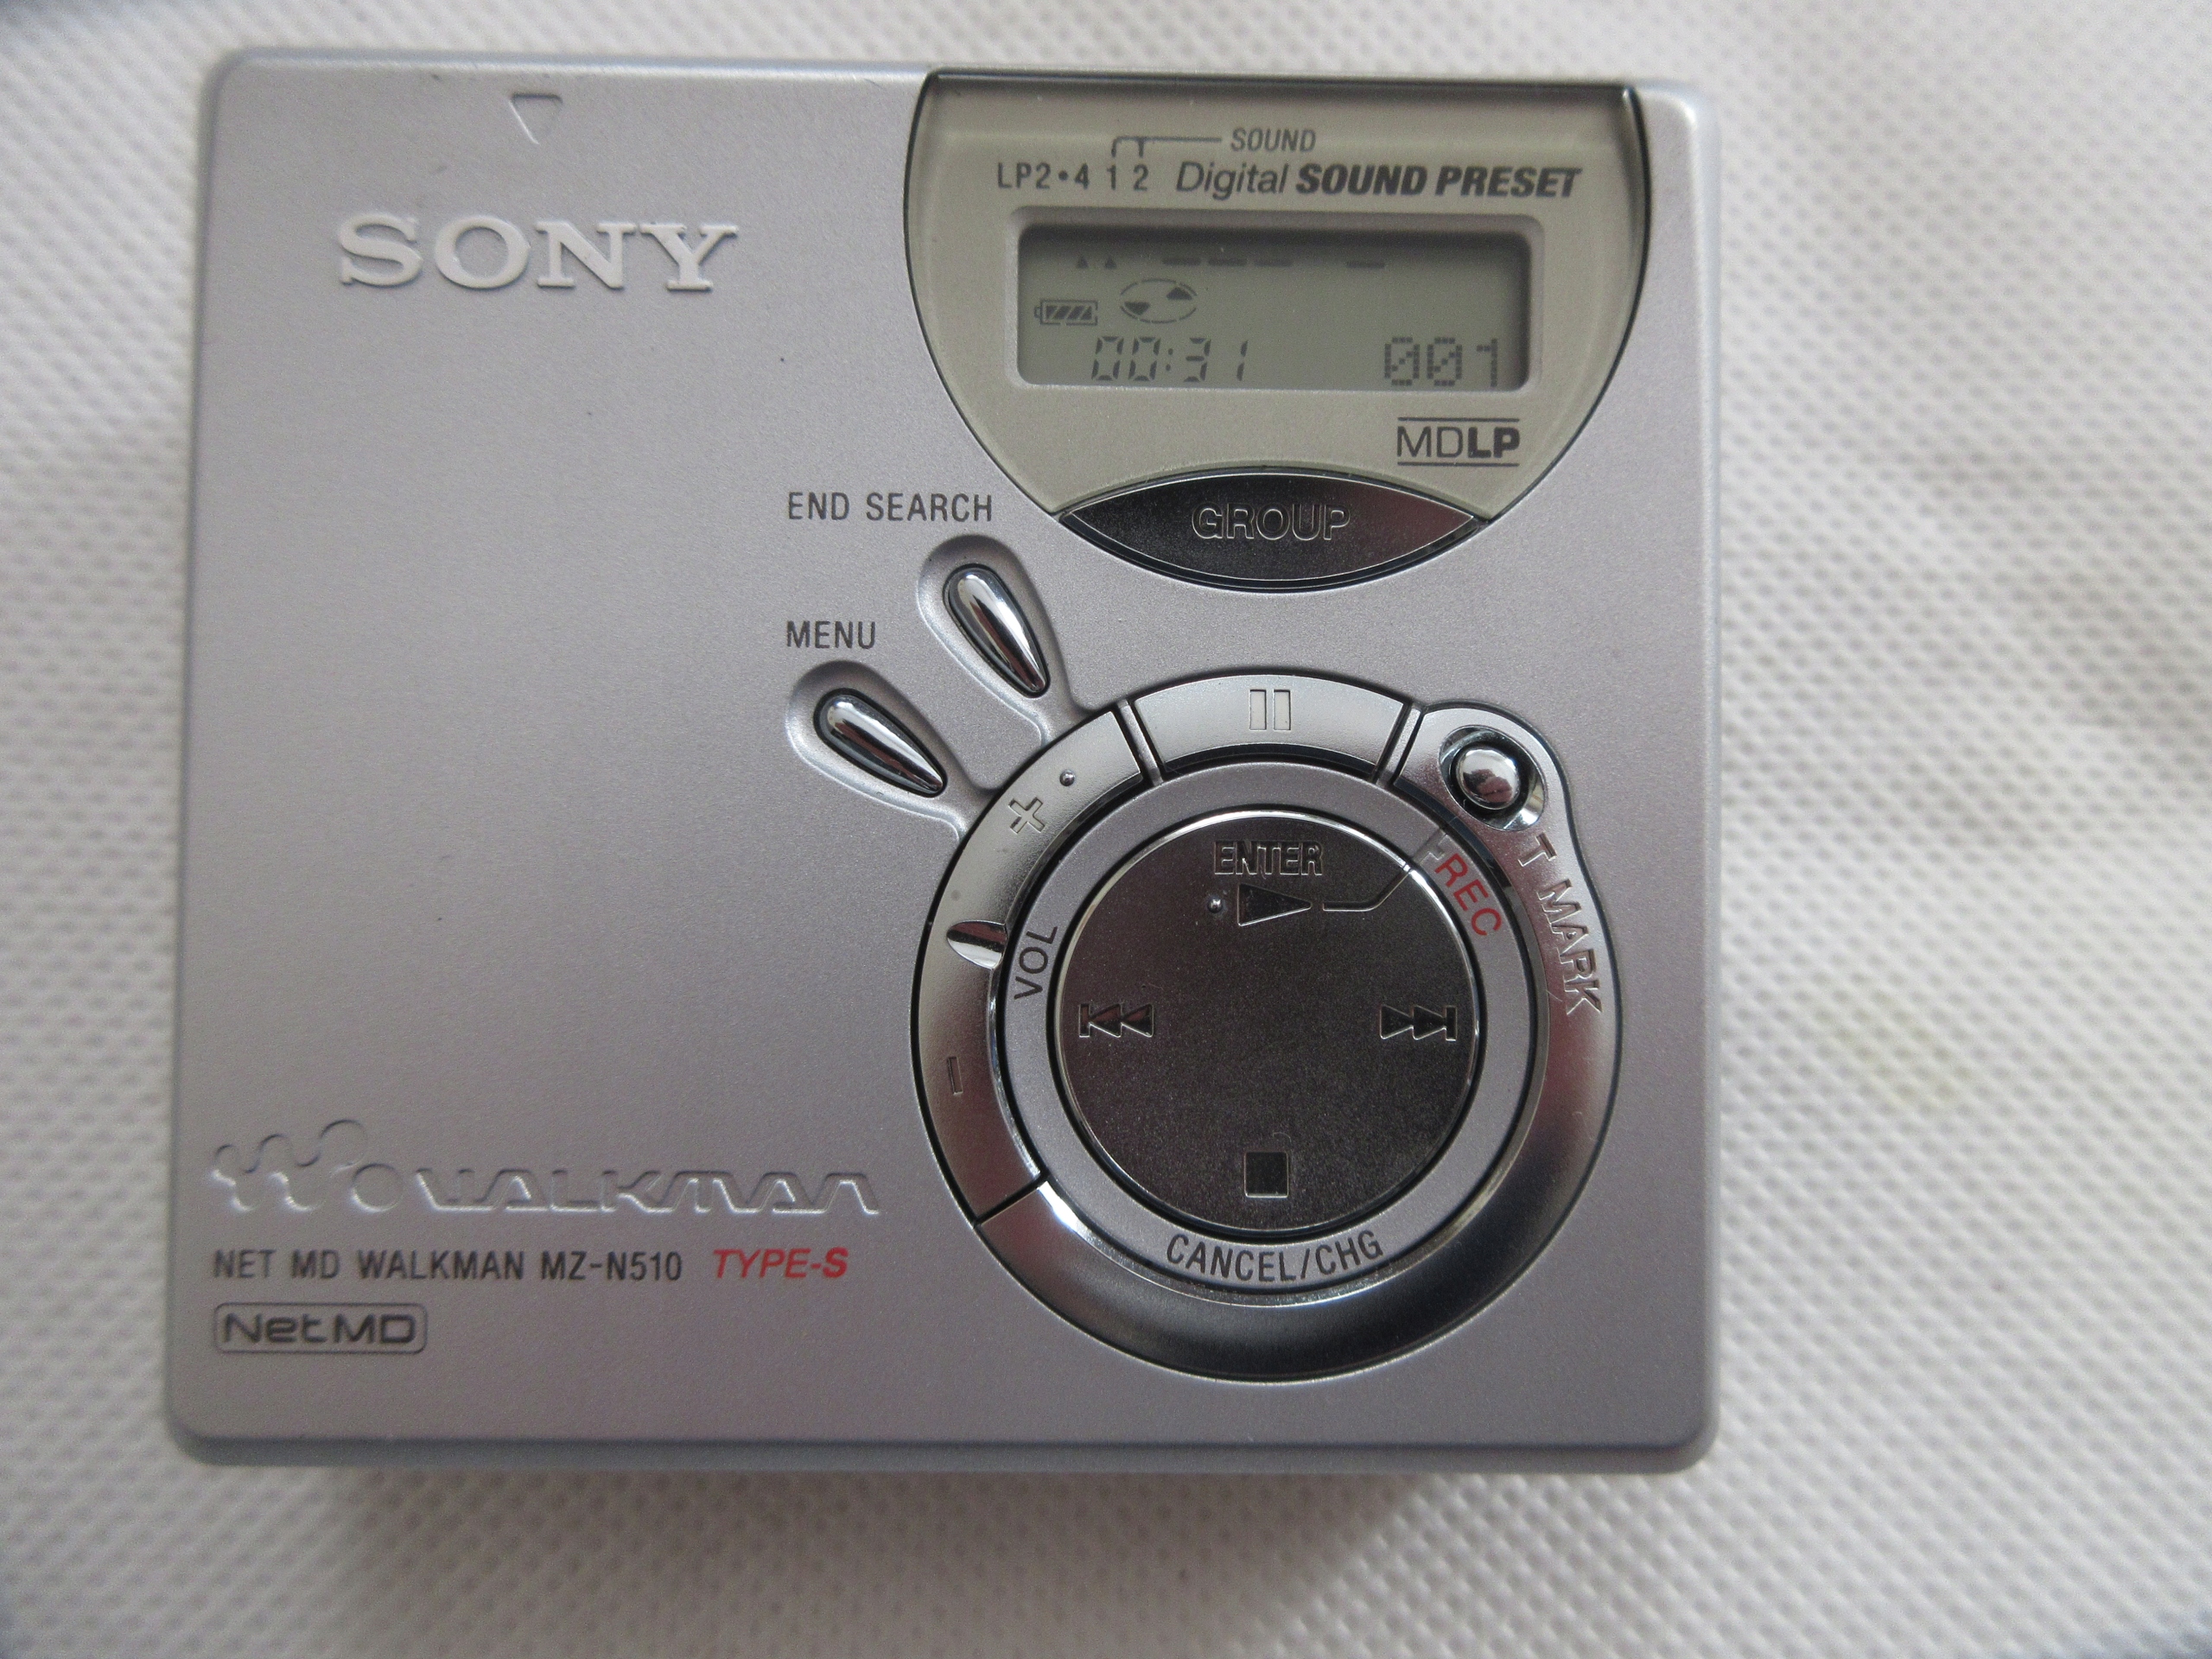 SONY
SOUND
LP2•4 1 2 Digital SOUND PRESET
00:31 001
MDLP
GROUP
END SEARCH
MENU
ENTER
REC
T MARK
+
VOL
-
CANCEL/CHG
WALKMAN
NET MD WALKMAN MZ-N510 TYPE-S
NetMD